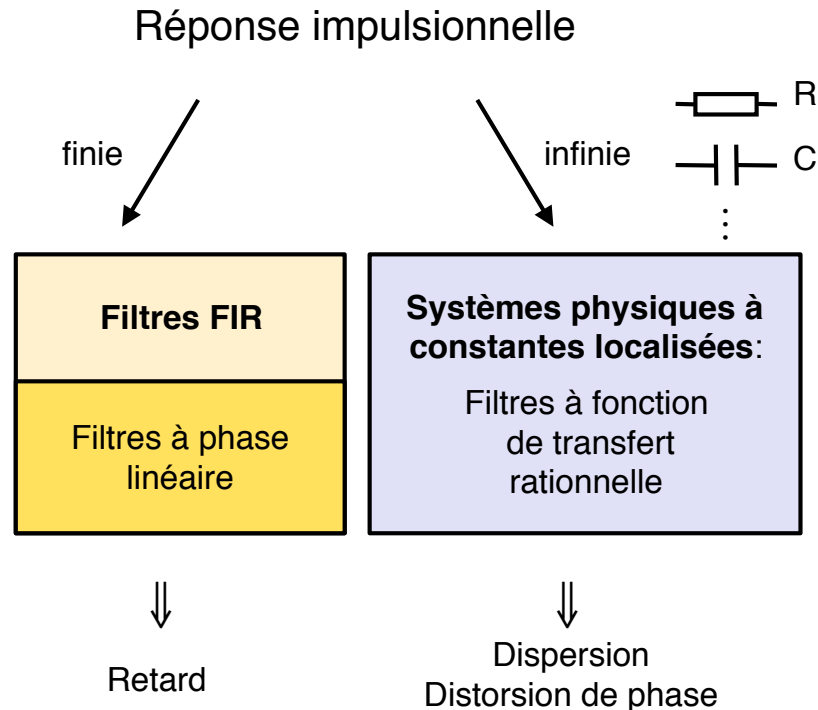 Réponse impulsionnelle
finie
infinie
R
C
⋮
Filtres FIR
Filtres à phase
linéaire
Systèmes physiques à
constantes localisées:
Filtres à fonction
de transfert
rationnelle
⇓
⇓
Retard
Dispersion
Distorsion de phase